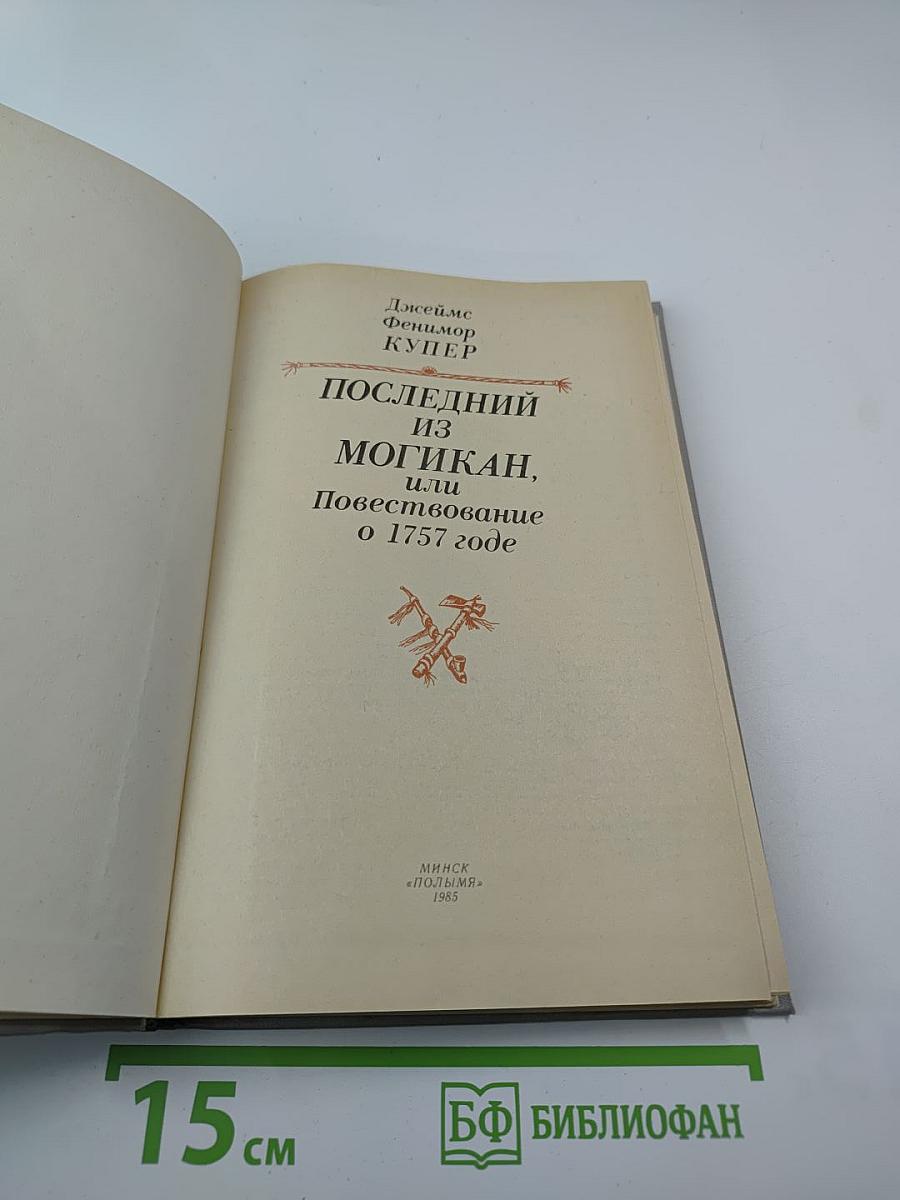 Джеймс
Фенимор
КУПЕР
ПОСЛЕДНИЙ
ИЗ
МОГИКАН,
или
Повествование
о 1757 годе
МИНСК
«ПОЛЫМЯ»
1985
15 см
БФ БИБЛИОФАН